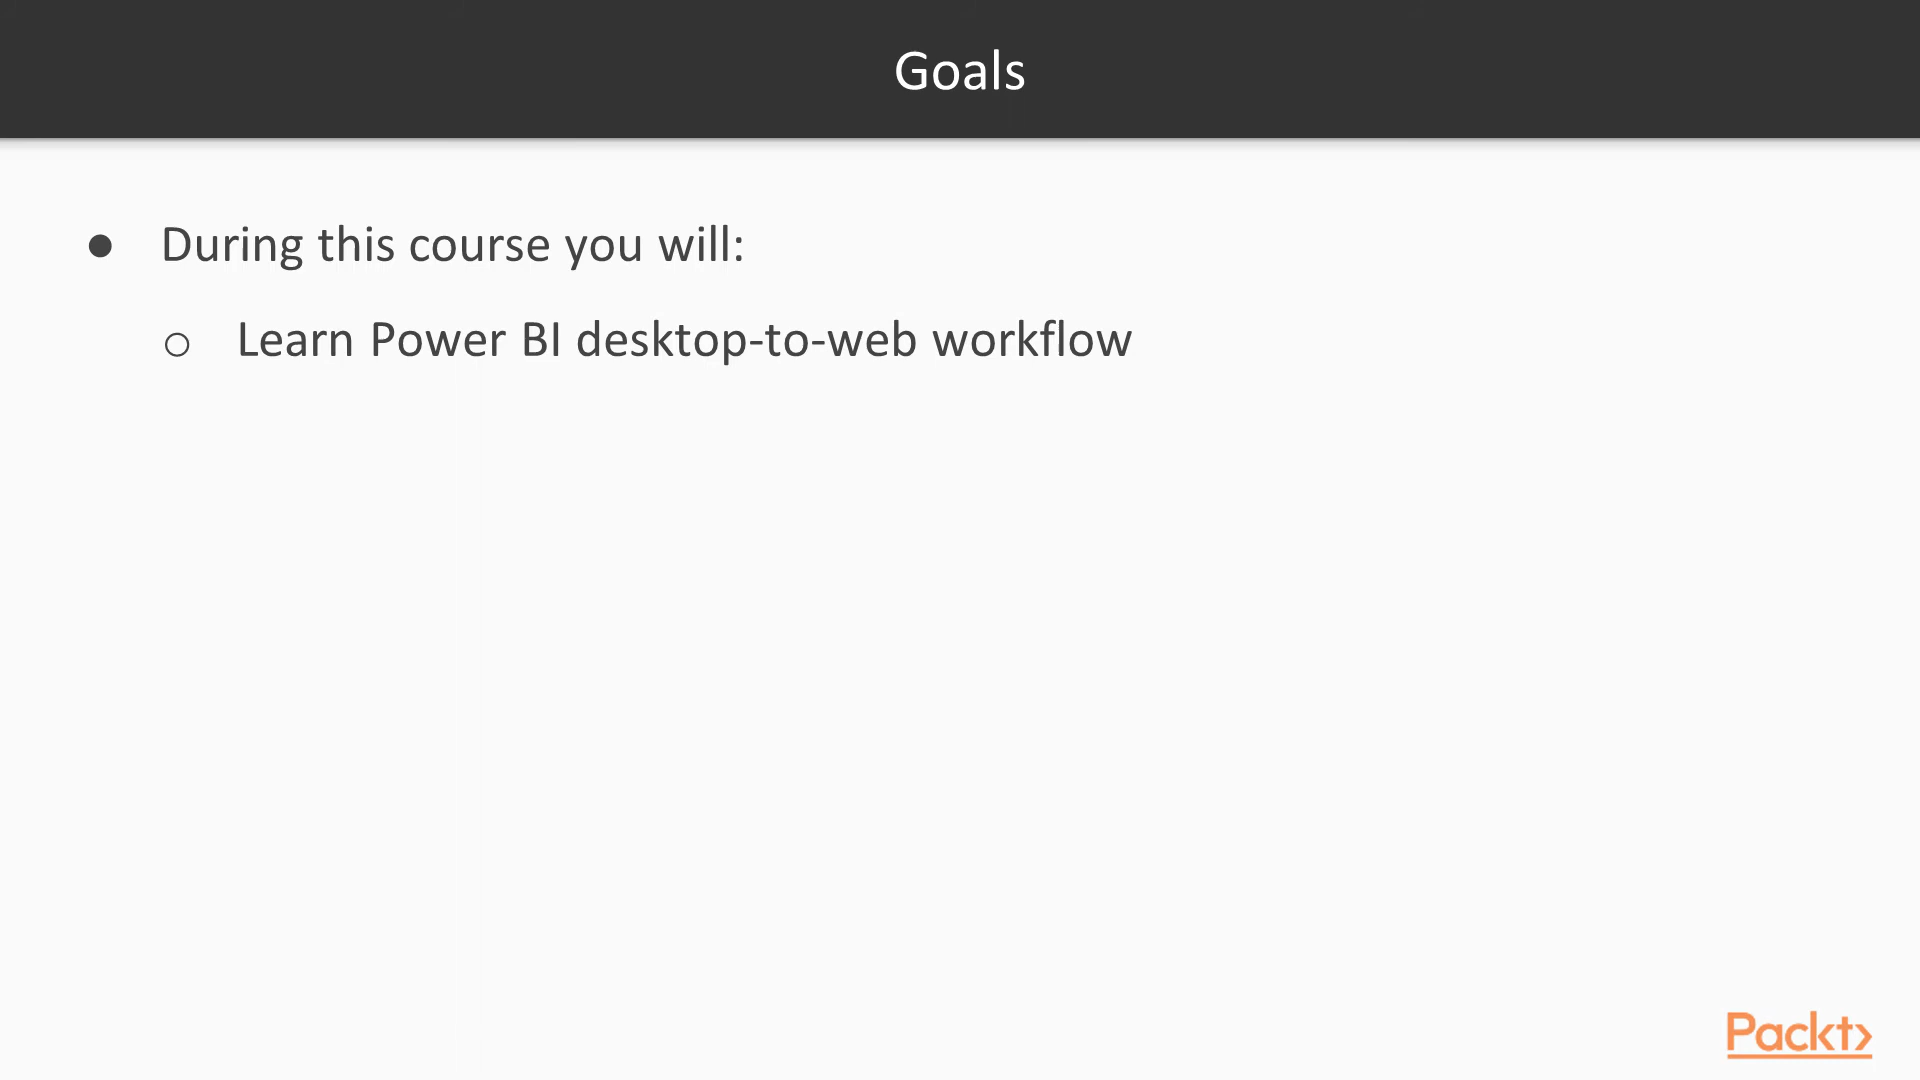 Goals
● During this course you will:
○ Learn Power BI desktop-to-web workflow
Packt>